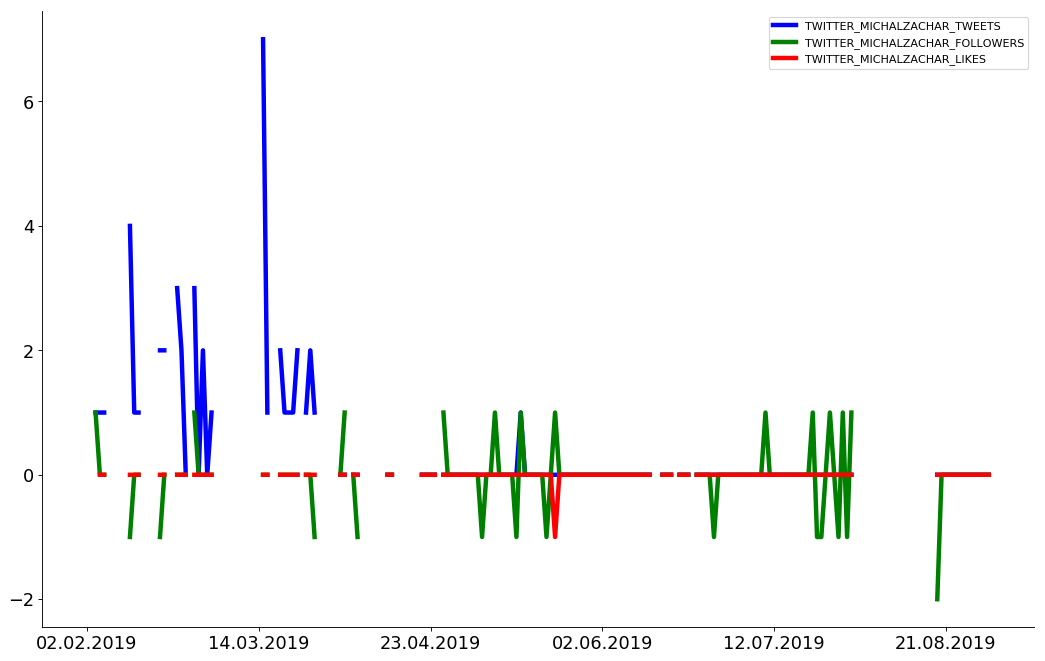 TWITTER_MICHALZACHAR_TWEETS
TWITTER_MICHALZACHAR_FOLLOWERS
TWITTER_MICHALZACHAR_LIKES
6
4
2
0
−2
02.02.2019 14.03.2019 23.04.2019 02.06.2019 12.07.2019 21.08.2019